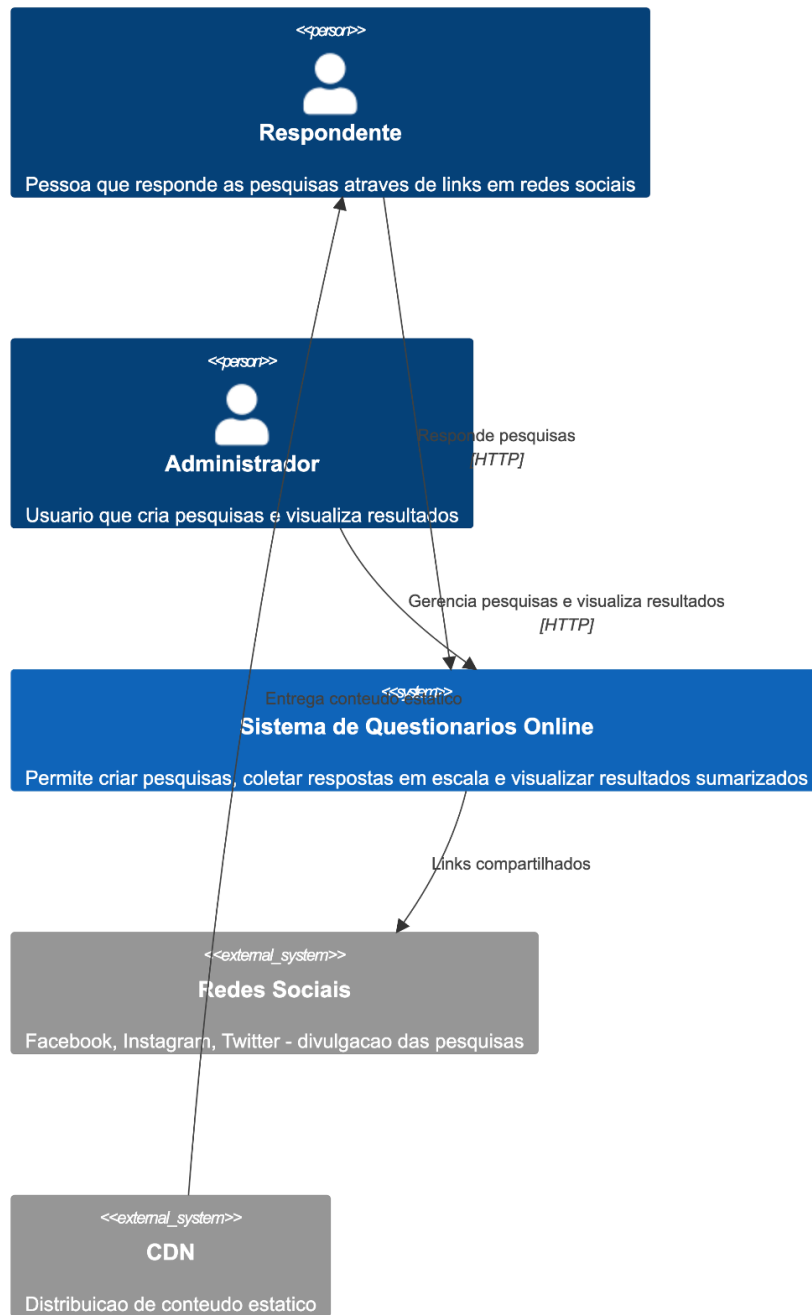 <<person>>
Respondente
Pessoa que responde as pesquisas atraves de links em redes sociais
<<person>>
Administrador
Usuario que cria pesquisas e visualiza resultados
Responde pesquisas
[HTTP]
Gerencia pesquisas e visualiza resultados
[HTTP]
<<system>>
Entrega conteudo estatico
Sistema de Questionarios Online
Permite criar pesquisas, coletar respostas em escala e visualizar resultados sumarizados
Links compartilhados
<<external_system>>
Redes Sociais
Facebook, Instagram, Twitter - divulgacao das pesquisas
<<external_system>>
CDN
Distribuicao de conteudo estatico